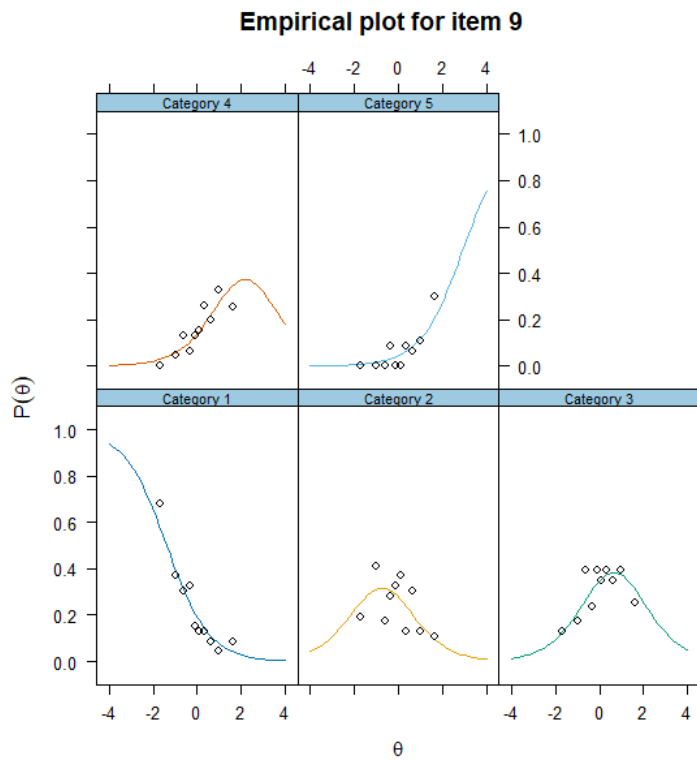 Empirical plot for item 9
-4 -2 0 2 4
Category 4 Category 5
1.0
0.8
0.6
0.4
0.2
0.0
P(θ)
Category 1 Category 2 Category 3
1.0
0.8
0.6
0.4
0.2
0.0
-4 -2 0 2 4 -4 -2 0 2 4
θ